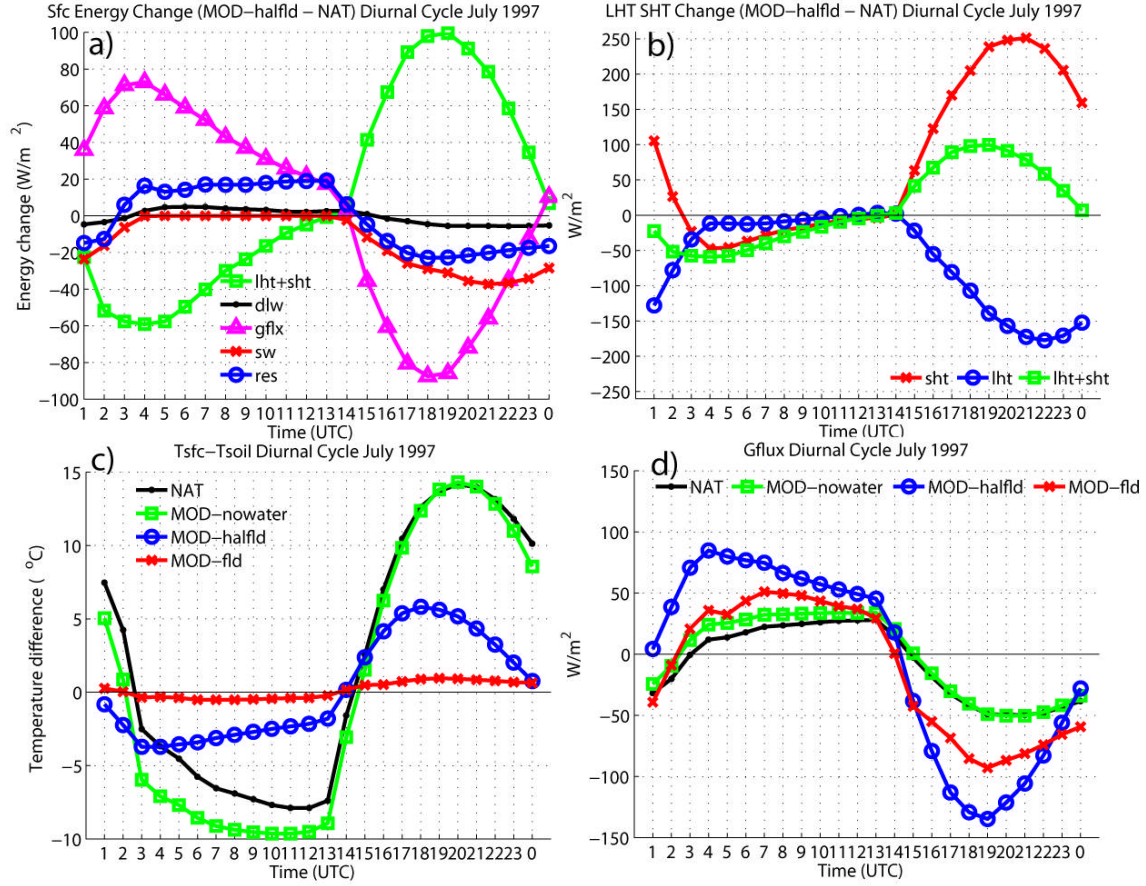 Sfc Energy Change (MOD−halfld − NAT) Diurnal Cycle July 1997
a)
Energy change (W/m 2)
100
80
60
40
20
0
−20
−40
−60
−80
−100
lht+sht
dlw
gflx
sw
res
1 2 3 4 5 6 7 8 9 10 11 12 13 14 15 16 17 18 19 20 21 22 23 0
Time (UTC)
LHT SHT Change (MOD−halfld − NAT) Diurnal Cycle July 1997
b)
W/m2
250
200
150
100
50
0
−50
−100
−150
−200
−250
sht lht lht+sht
1 2 3 4 5 6 7 8 9 10 11 12 13 14 15 16 17 18 19 20 21 22 23 0
Time (UTC)
Tsfc−Tsoil Diurnal Cycle July 1997
c)
Temperature difference ( oC)
15
10
5
0
−5
−10
NAT
MOD−nowater
MOD−halfld
MOD−fld
1 2 3 4 5 6 7 8 9 10 11 12 13 14 15 16 17 18 19 20 21 22 23 0
Time (UTC)
Gflux Diurnal Cycle July 1997
d)
W/m2
150
100
50
0
−50
−100
−150
NAT MOD−nowater MOD−halfld MOD−fld
1 2 3 4 5 6 7 8 9 10 11 12 13 14 15 16 17 18 19 20 21 22 23 0
Time (UTC)